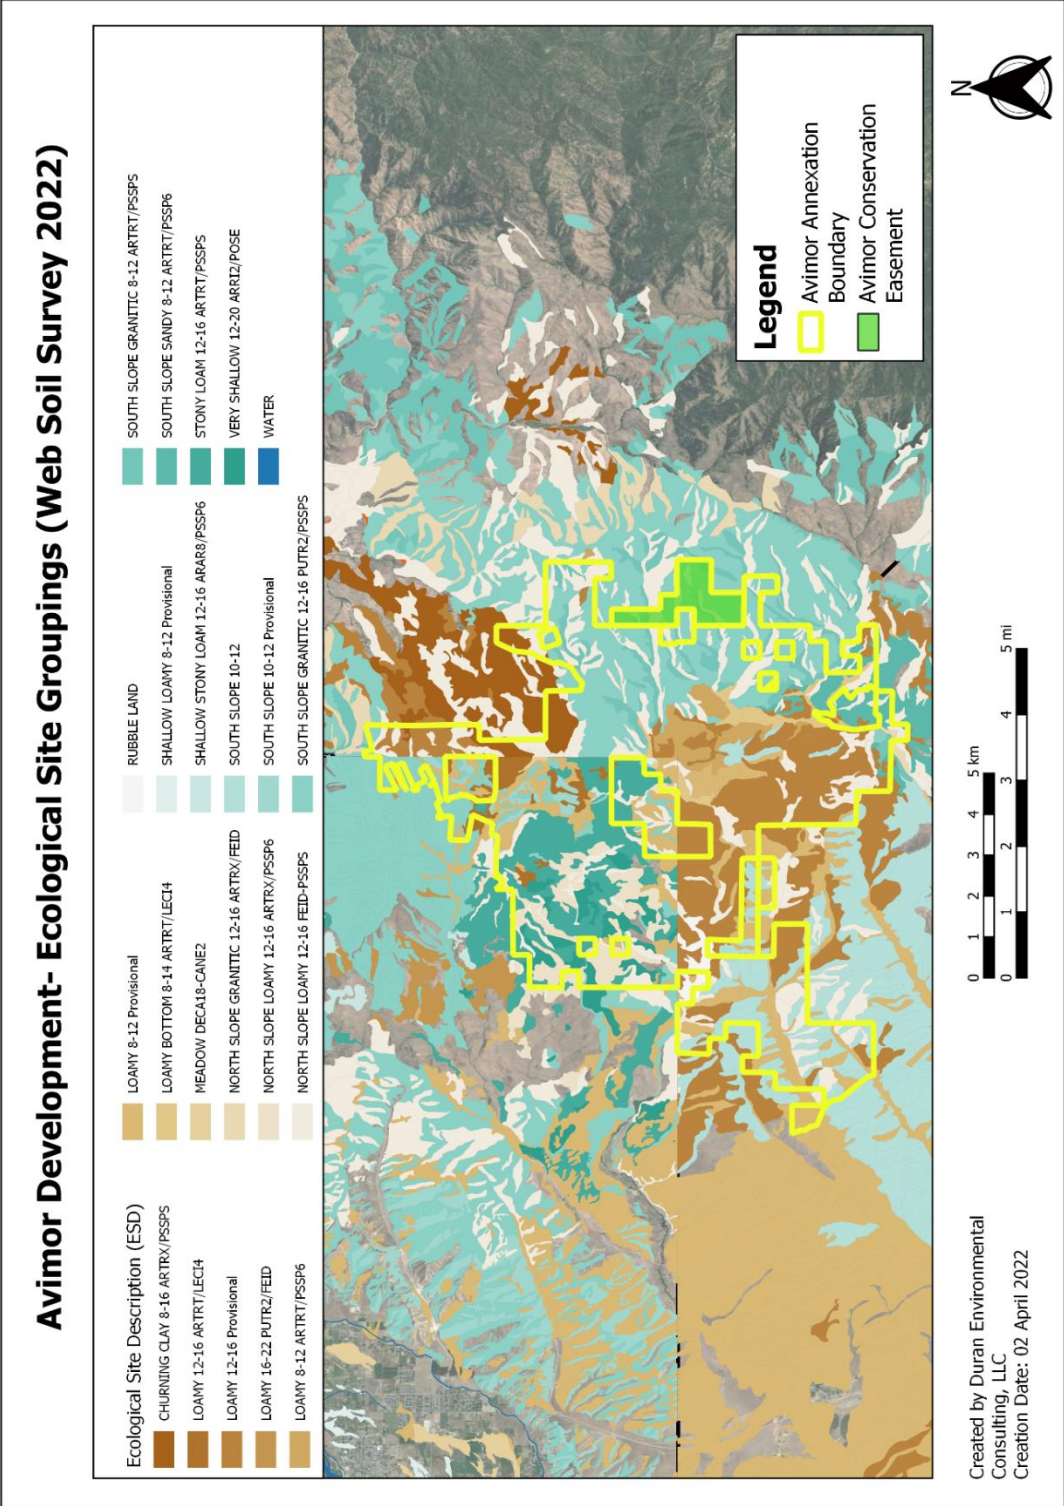 Avimor Development- Ecological Site Groupings (Web Soil Survey 2022)
Ecological Site Description (ESD)
CHURNING CLAY 8-16 ARTRX/PSSPS
LOAMY 12-16 ARTRT/LECI4
LOAMY 12-16 Provisional
LOAMY 16-22 PUTR2/FEID
LOAMY 8-12 ARTRT/PSSP6
LOAMY 8-12 Provisional
LOAMY BOTTOM 8-14 ARTRT/LECI4
MEADOW DECA18-CANE2
NORTH SLOPE GRANITIC 12-16 ARTRX/FEID
NORTH SLOPE LOAMY 12-16 ARTRX/PSSP6
NORTH SLOPE LOAMY 12-16 FEID-PSSPS
RUBBLE LAND
SHALLOW LOAMY 8-12 Provisional
SHALLOW STONY LOAM 12-16 ARAR8/PSSP6
SOUTH SLOPE 10-12
SOUTH SLOPE 10-12 Provisional
SOUTH SLOPE GRANITIC 12-16 PUTR2/PSSPS
SOUTH SLOPE GRANITIC 8-12 ARTRT/PSSPS
SOUTH SLOPE SANDY 8-12 ARTRT/PSSP6
STONY LOAM 12-16 ARTRT/PSSPS
VERY SHALLOW 12-20 ARRI2/POSE
WATER
Legend
Avimor Annexation
Boundary
Avimor Conservation
Easement
Created by Duran Environmental
Consulting, LLC
Creation Date: 02 April 2022
0 1 2 3 4 5 km
0 1 2 3 4 5 mi
N